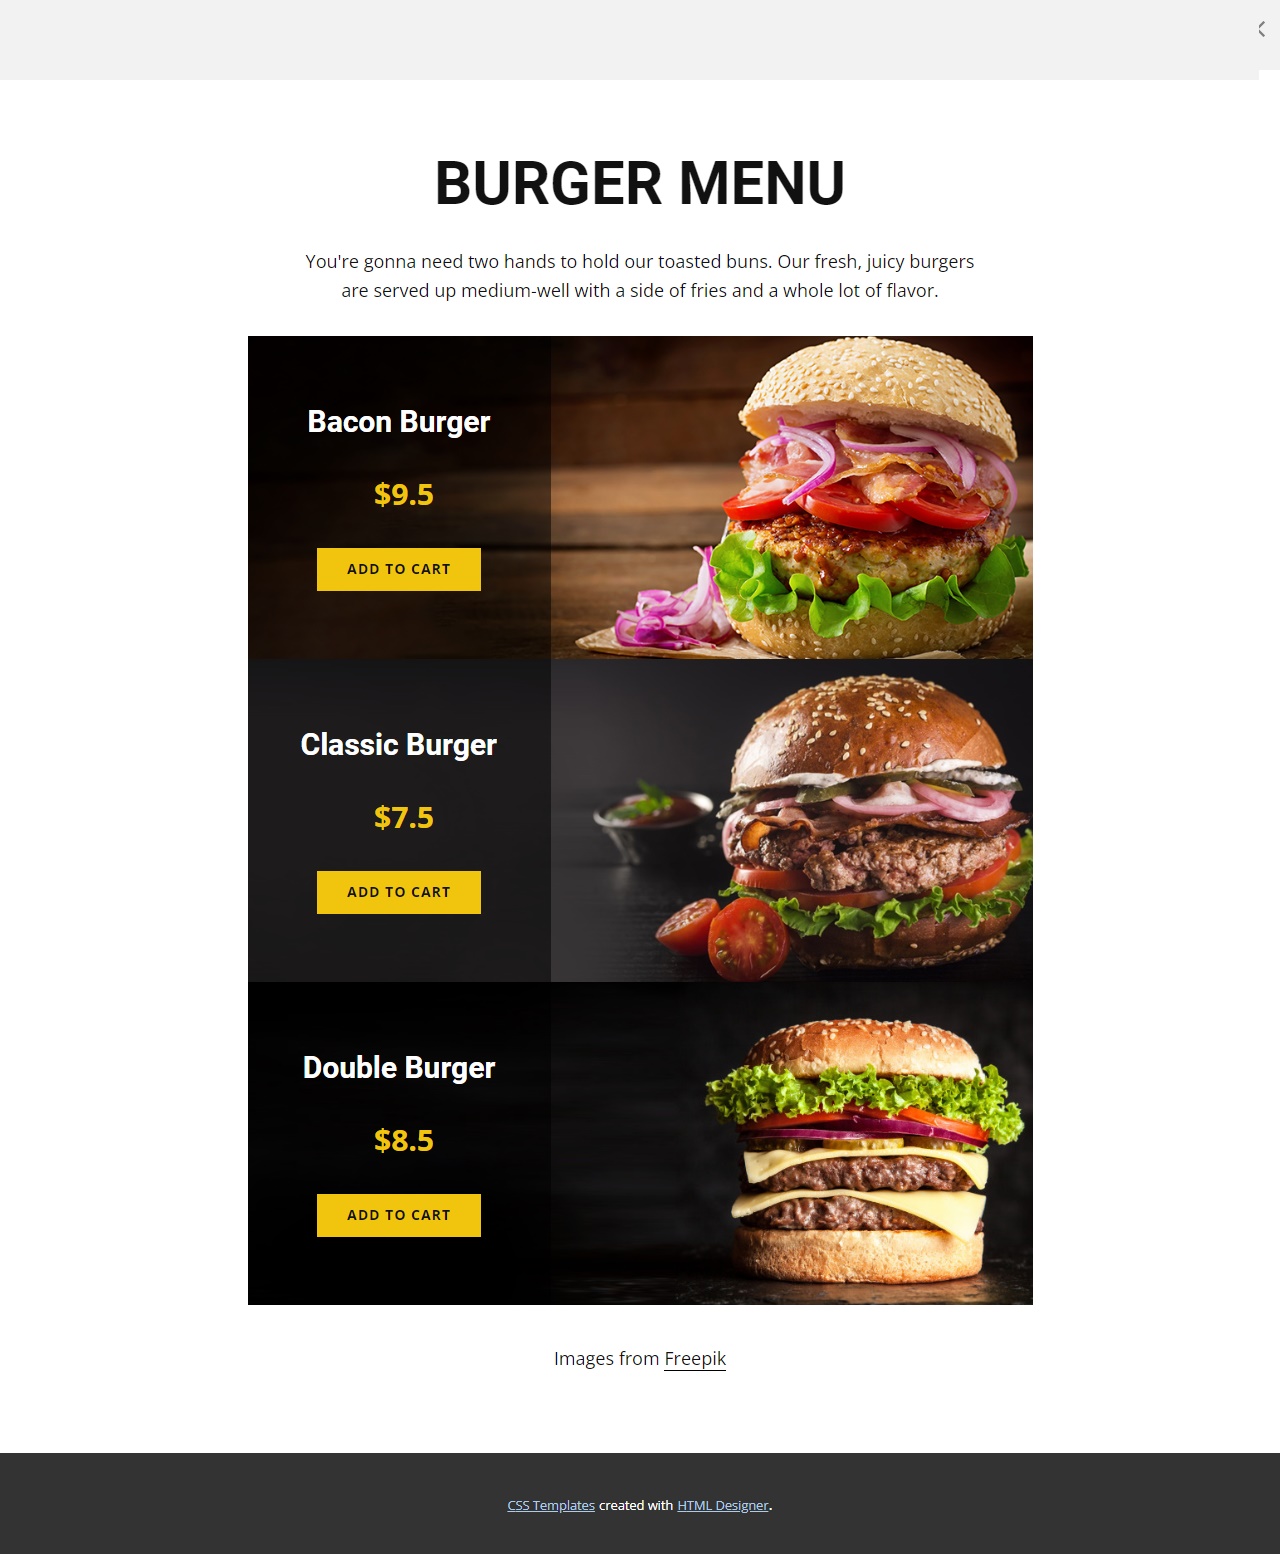 BURGER MENU
You're gonna need two hands to hold our toasted buns. Our fresh, juicy burgers
are served up medium-well with a side of fries and a whole lot of flavor.
Bacon Burger
$9.5
ADD TO CART
Classic Burger
$7.5
ADD TO CART
Double Burger
$8.5
ADD TO CART
Images from Freepik
CSS Templates created with HTML Designer.